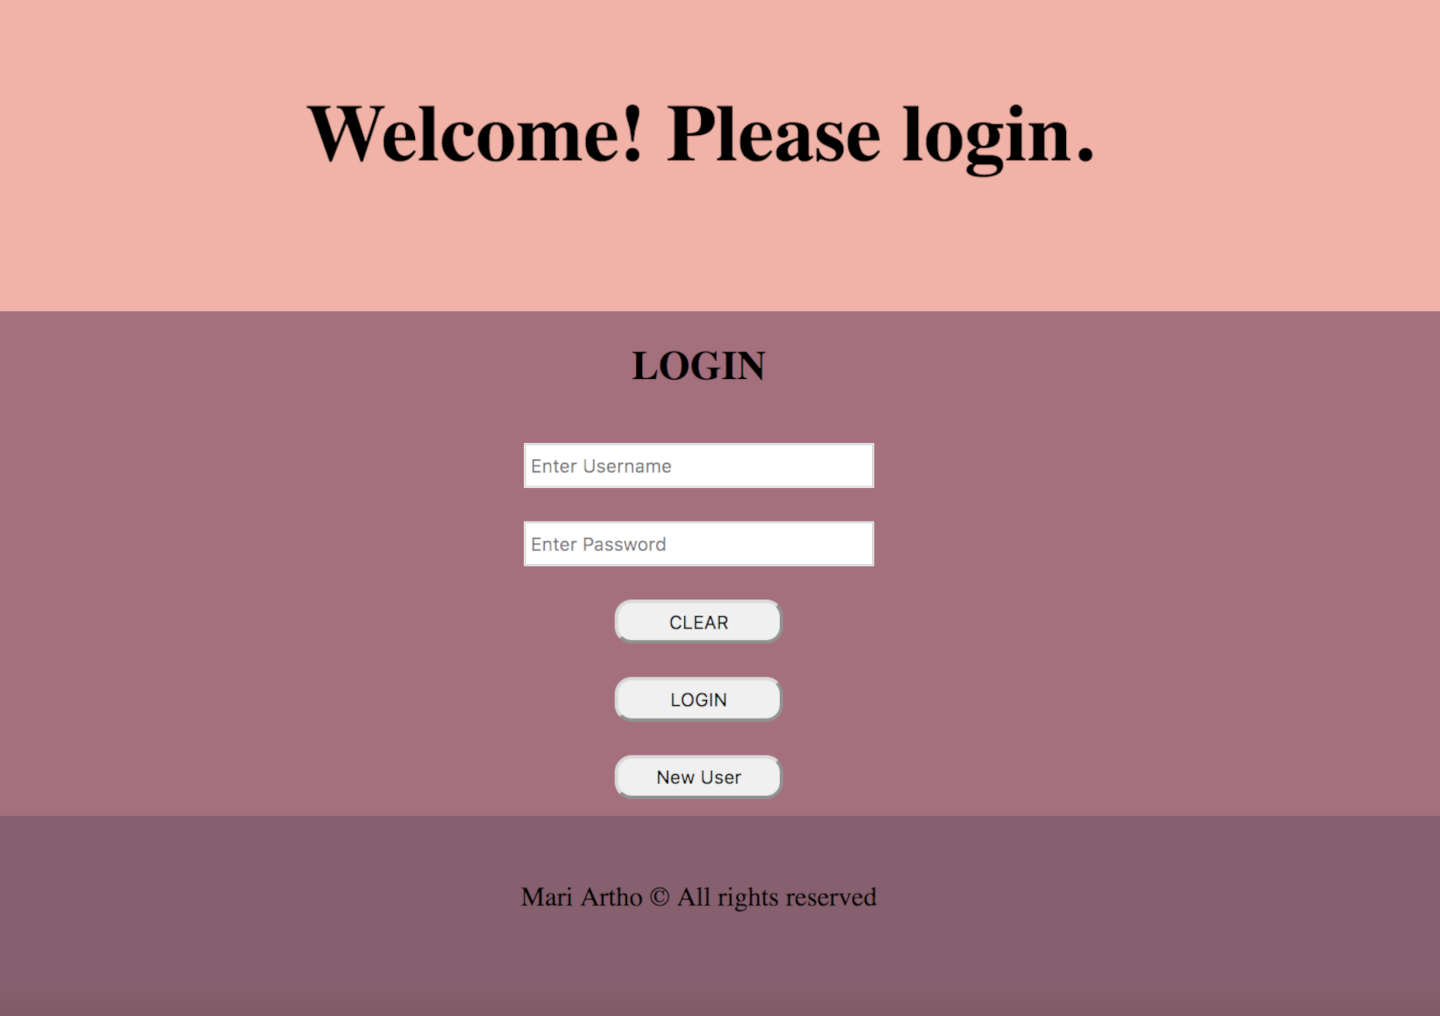 Welcome! Please login.
LOGIN
Enter Username
Enter Password
CLEAR
LOGIN
New User
Mari Artho © All rights reserved